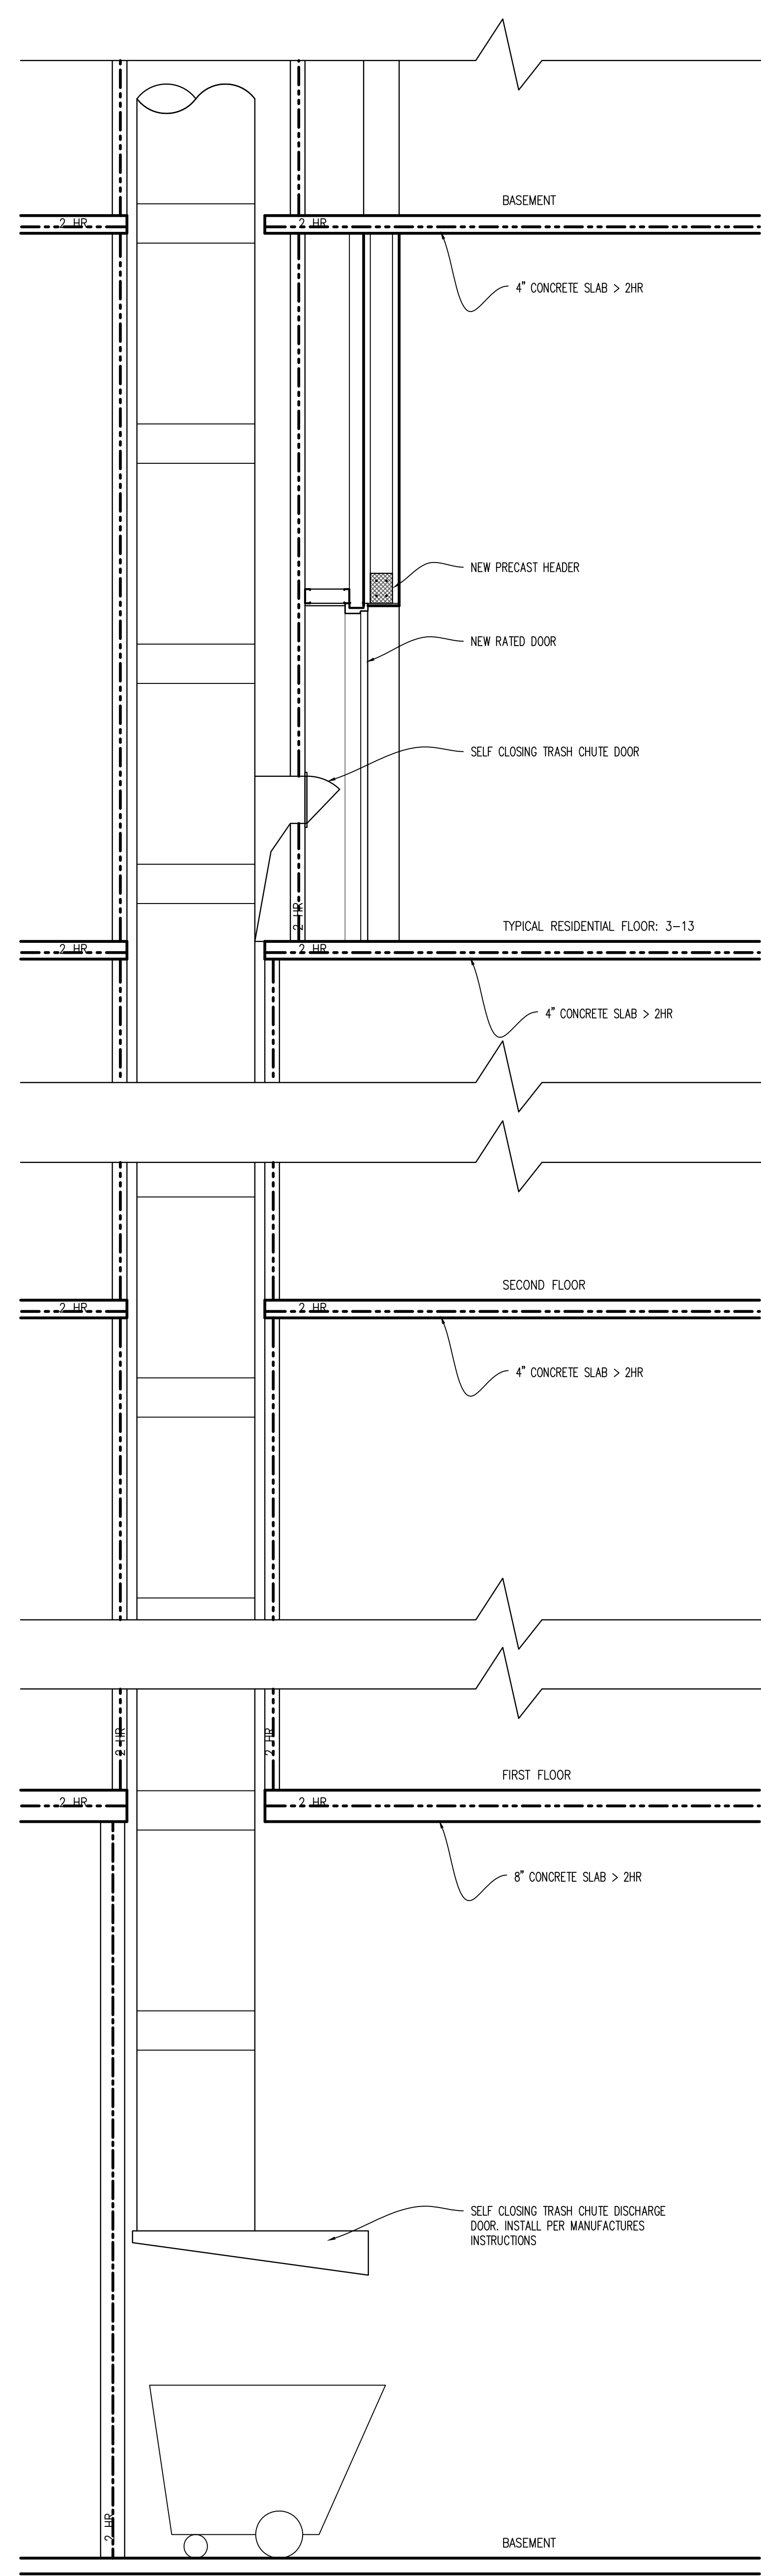 BASEMENT
2 HR
2 HR
4" CONCRETE SLAB > 2HR
NEW PRECAST HEADER
NEW RATED DOOR
SELF CLOSING TRASH CHUTE DOOR
2 HR
TYPICAL RESIDENTIAL FLOOR: 3-13
2 HR
2 HR
4" CONCRETE SLAB > 2HR
SECOND FLOOR
2 HR
2 HR
4" CONCRETE SLAB > 2HR
2 HR
2 HR
FIRST FLOOR
2 HR
2 HR
8" CONCRETE SLAB > 2HR
SELF CLOSING TRASH CHUTE DISCHARGE
DOOR. INSTALL PER MANUFACTURES
INSTRUCTIONS
2 HR
BASEMENT